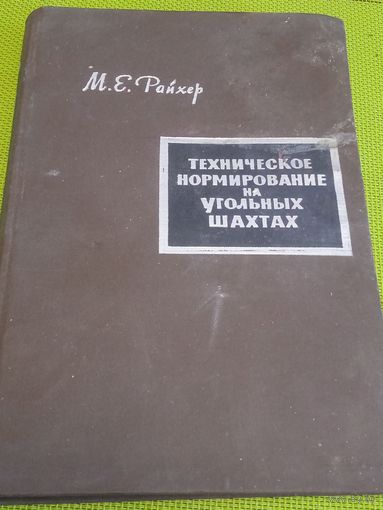 М.Е. Райхер
ТЕХНИЧЕСКОЕ
НОРМИРОВАНИЕ
НА
УГОЛЬНЫХ
ШАХТАХ